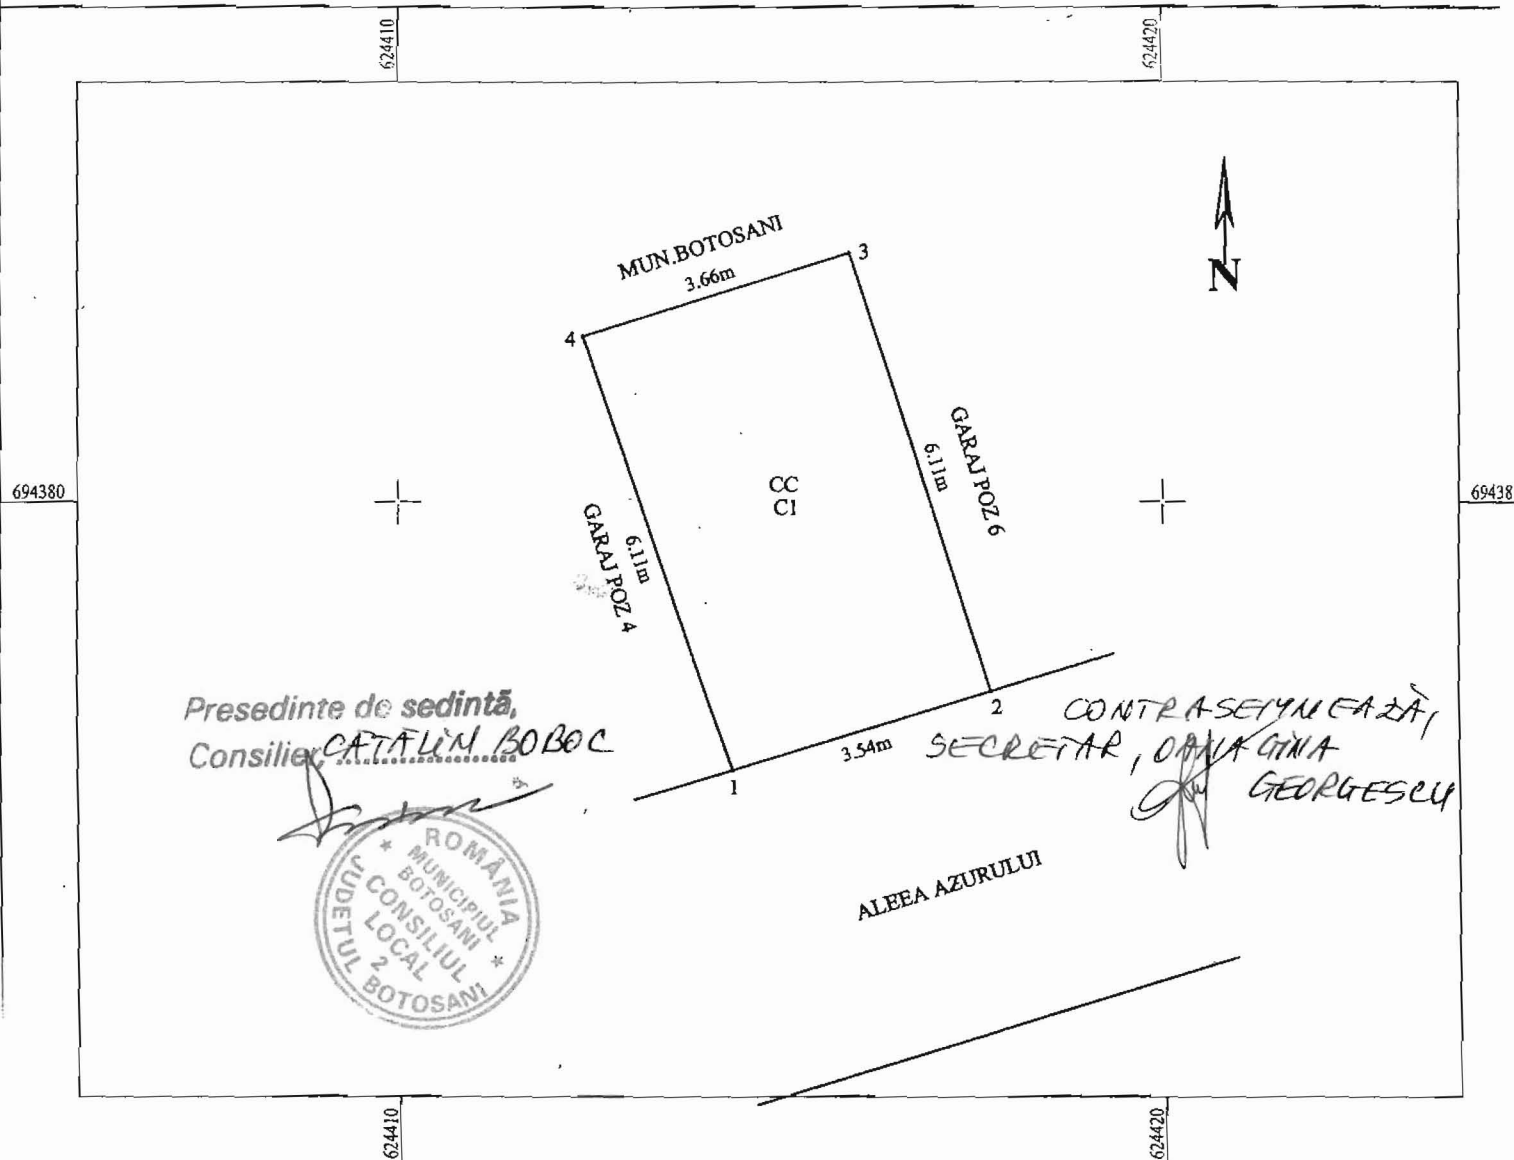 624410
624420
MUN.BOTOSANI
3.66m
3
4
N
GARAJ POZ 6
6.11m
CC
C1
694380
69438
GARAJ POZ 4
6.11m
Presedinte de sedintă,
Consilier, CATALIN BOBOC
2
3.54m
1
CONTRASEMNEAZĂ,
SECRETAR, OANA GINA
GEORGESCU
ROMÂNIA
JUDETUL BOTOSANI
MUNICIPIUL
BOTOSANI
CONSILIUL
LOCAL
2
ALEEA AZURULUI
624410
624420